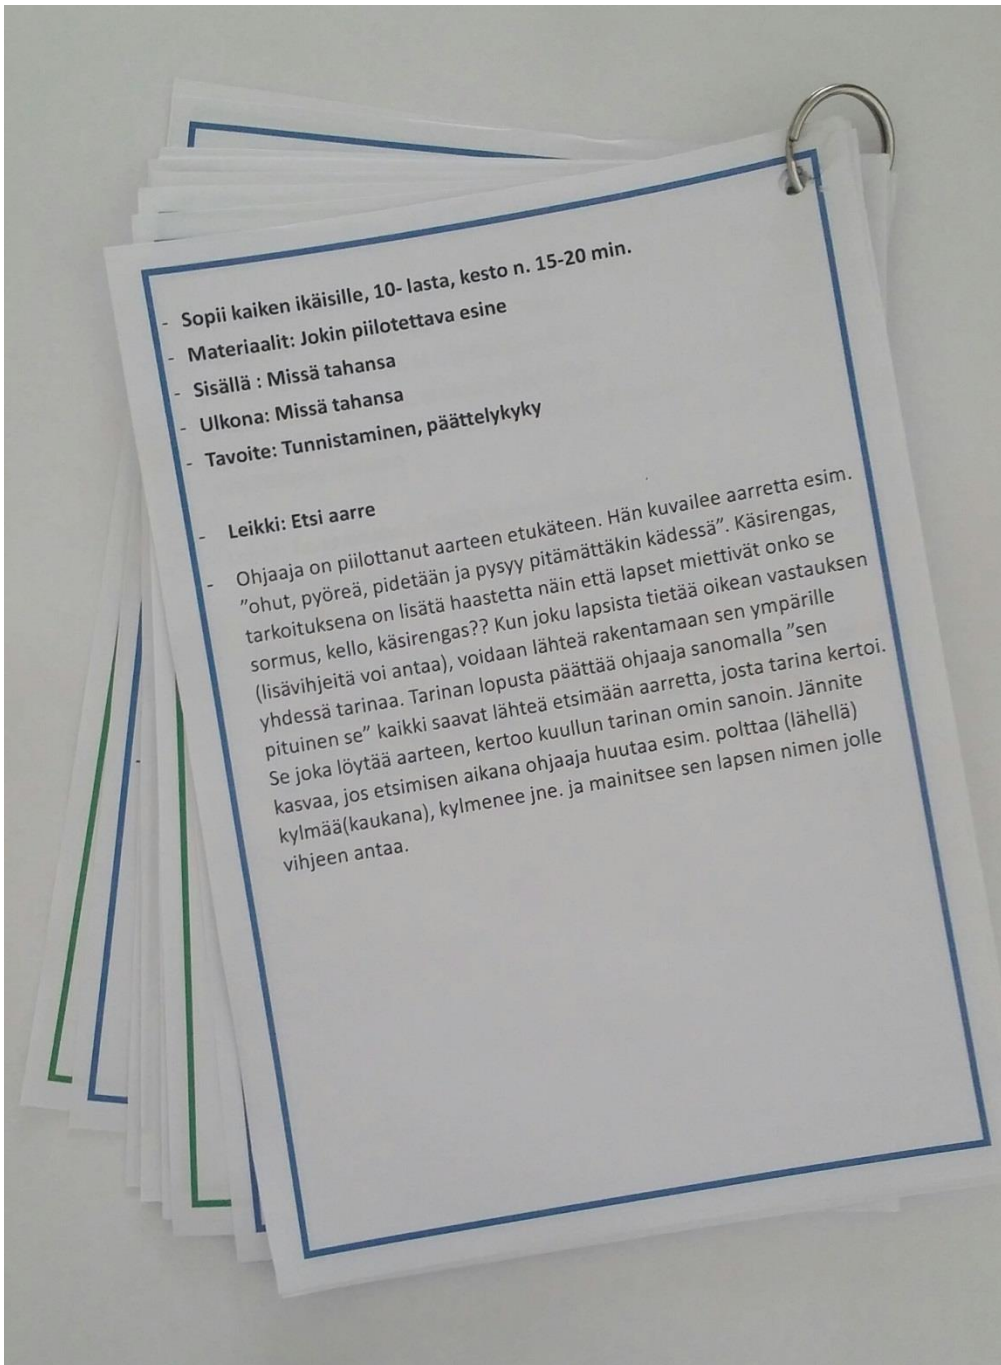 - Sopii kaiken ikäisille, 10- lasta, kesto n. 15-20 min.
- Materiaalit: Jokin piilotettava esine
- Sisällä : Missä tahansa
- Ulkona: Missä tahansa
- Tavoite: Tunnistaminen, päättelykyky
- Leikki: Etsi aarre
- Ohjaaja on piilottanut aarteen etukäteen. Hän kuvailee aarretta esim.
”ohut, pyöreä, pidetään ja pysyy pitämättäkin kädessä”. Käsirengas,
tarkoituksena on lisätä haastetta näin että lapset miettivät onko se
sormus, kello, käsirengas?? Kun joku lapsista tietää oikean vastauksen
(lisävihjeitä voi antaa), voidaan lähteä rakentamaan sen ympärille
yhdessä tarinaa. Tarinan lopusta päättää ohjaaja sanomalla ”sen
pituinen se” kaikki saavat lähteä etsimään aarretta, josta tarina kertoi.
Se joka löytää aarteen, kertoo kuullun tarinan omin sanoin. Jännite
kasvaa, jos etsimisen aikana ohjaaja huutaa esim. polttaa (lähellä)
kylmää(kaukana), kylmenee jne. ja mainitsee sen lapsen nimen jolle
vihjeen antaa.